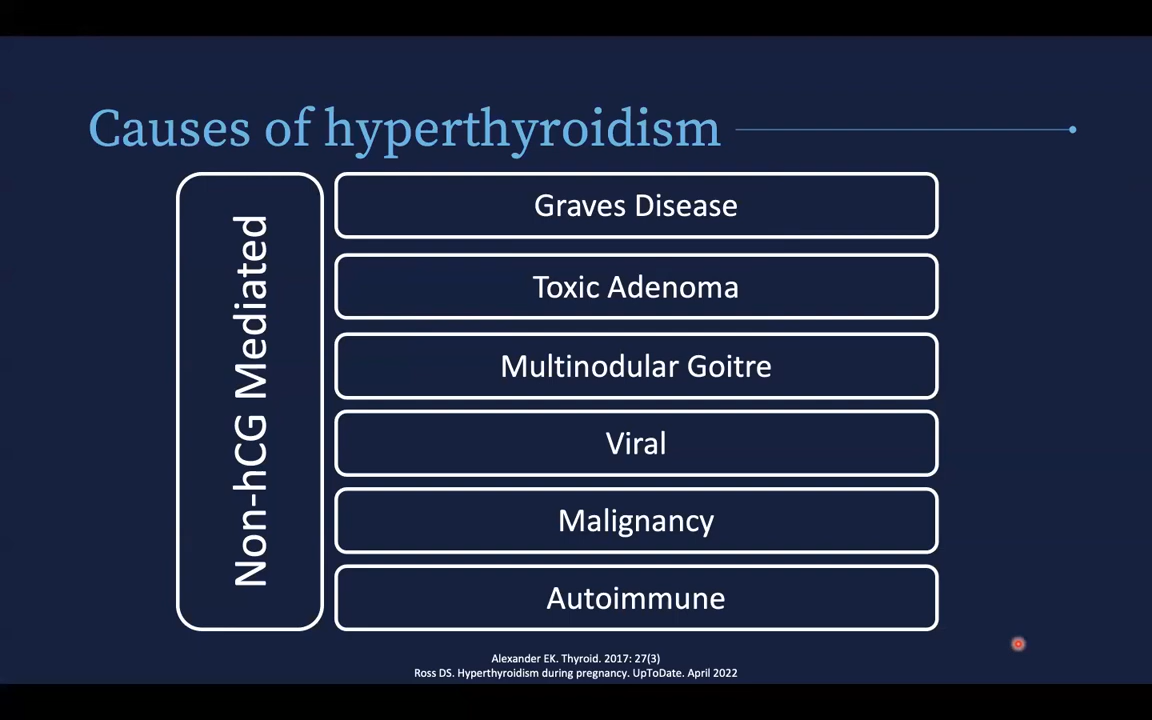 Causes of hyperthyroidism
Non-hCG Mediated
Graves Disease
Toxic Adenoma
Multinodular Goitre
Viral
Malignancy
Autoimmune
Alexander EK. Thyroid. 2017: 27(3)
Ross DS. Hyperthyroidism during pregnancy. UpToDate. April 2022